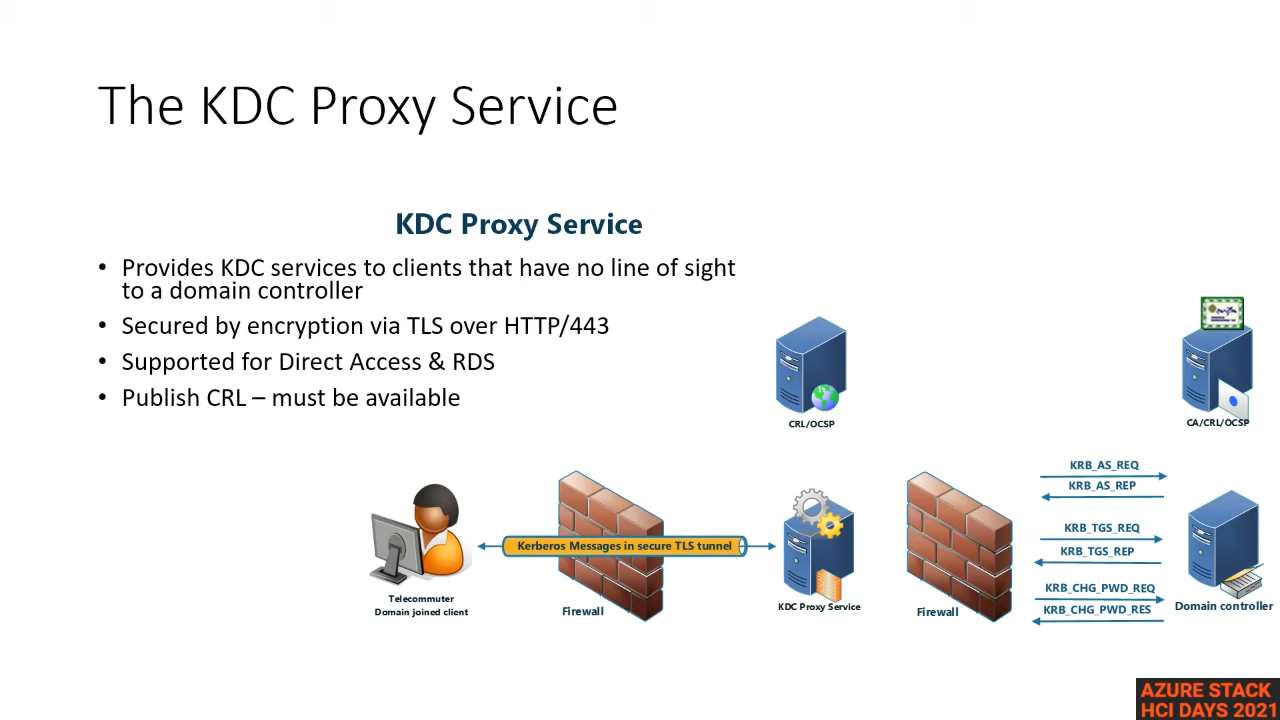 The KDC Proxy Service
KDC Proxy Service
• Provides KDC services to clients that have no line of sight
to a domain controller
• Secured by encryption via TLS over HTTP/443
• Supported for Direct Access & RDS
• Publish CRL – must be available
CRL/OCSP
CA/CRL/OCSP
KRB_AS_REQ
KRB_AS_REP
KRB_TGS_REQ
KRB_TGS_REP
KRB_CHG_PWD_REQ
KRB_CHG_PWD_RES
Kerberos Messages in secure TLS tunnel
Telecommuter
Domain joined client
Firewall
KDC Proxy Service
Firewall
Domain controller
AZURE STACK
HCI DAYS 2021